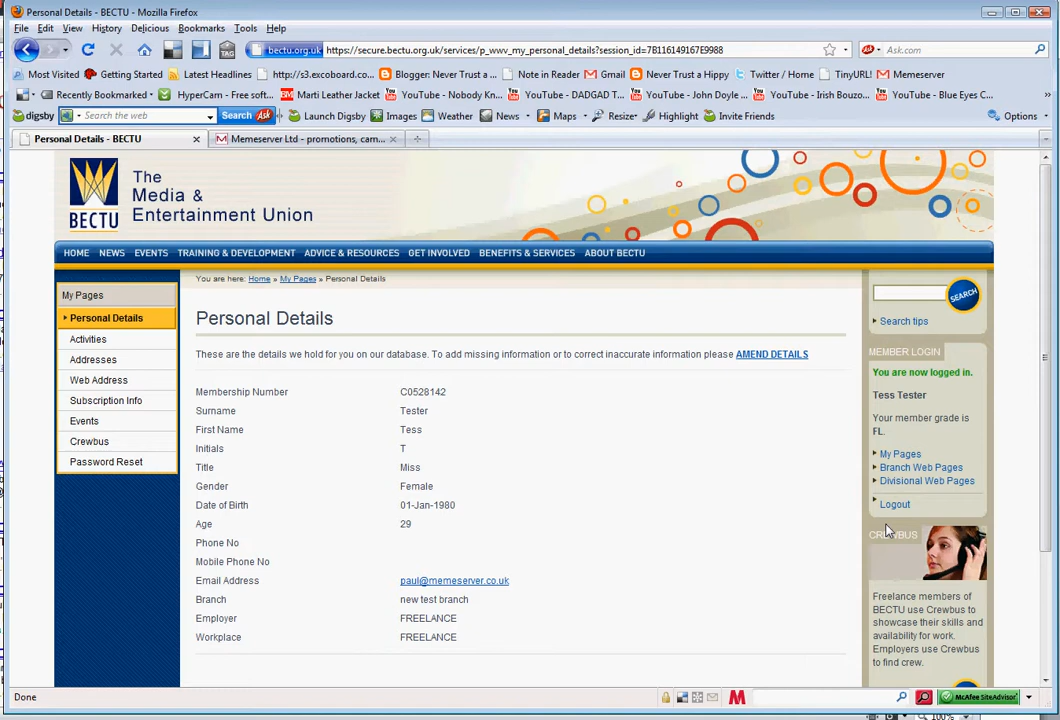 Personal Details - BECTU - Mozilla Firefox
File Edit View History Delicious Bookmarks Tools Help
TAG bectu.org.uk https://secure.bectu.org.uk/services/p_wwv_my_personal_details?session_id=7B116149167E9988 Ask.com
Most Visited Getting Started Latest Headlines http://s3.excoboard.co... Blogger: Never Trust a ... Note in Reader Gmail Never Trust a Hippy Twitter / Home TinyURL! Memeserver
Recently Bookmarked HyperCam - Free soft... Marti Leather Jacket YouTube - Nobody Kn... YouTube - DADGAD T... YouTube - John Doyle ... YouTube - Irish Bouzo... YouTube - Blue Eyes C...
digsby Search the web Search Ask Launch Digsby Images Weather News Maps Resize Highlight Invite Friends Options
Personal Details - BECTU Memeserver Ltd - promotions, cam...
BECTU
The
Media &
Entertainment Union
HOME NEWS EVENTS TRAINING & DEVELOPMENT ADVICE & RESOURCES GET INVOLVED BENEFITS & SERVICES ABOUT BECTU
You are here: Home » My Pages » Personal Details
My Pages
Personal Details
Activities
Addresses
Web Address
Subscription Info
Events
Crewbus
Password Reset
Personal Details
These are the details we hold for you on our database. To add missing information or to correct inaccurate information please AMEND DETAILS
Membership Number C0528142
Surname Tester
First Name Tess
Initials T
Title Miss
Gender Female
Date of Birth 01-Jan-1980
Age 29
Phone No
Mobile Phone No
Email Address paul@memeserver.co.uk
Branch new test branch
Employer FREELANCE
Workplace FREELANCE
SEARCH
Search tips
MEMBER LOGIN
You are now logged in.
Tess Tester
Your member grade is
FL.
My Pages
Branch Web Pages
Divisional Web Pages
Logout
CREWBUS
Freelance members of
BECTU use Crewbus to
showcase their skills and
availability for work.
Employers use Crewbus
to find crew.
Done
McAfee SiteAdvisor
100%